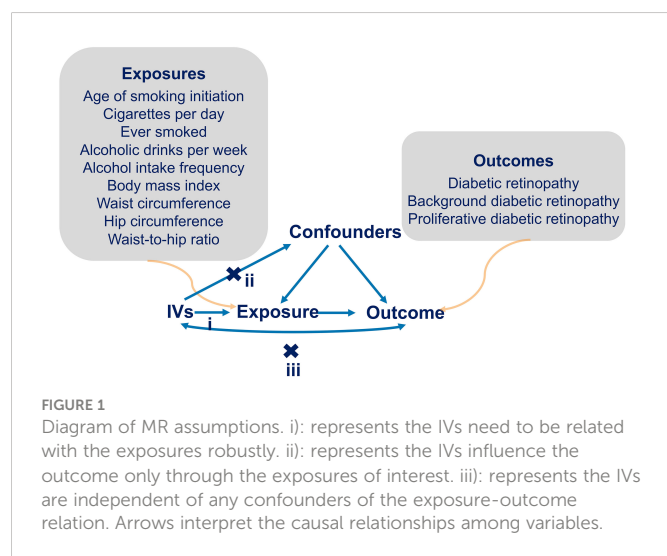 Exposures
Age of smoking initiation
Cigarettes per day
Ever smoked
Alcoholic drinks per week
Alcohol intake frequency
Body mass index
Waist circumference
Hip circumference
Waist-to-hip ratio
Outcomes
Diabetic retinopathy
Background diabetic retinopathy
Proliferative diabetic retinopathy
Confounders
ii
IVs
i
Exposure
Outcome
iii
FIGURE 1
Diagram of MR assumptions. i): represents the IVs need to be related
with the exposures robustly. ii): represents the IVs influence the
outcome only through the exposures of interest. iii): represents the IVs
are independent of any confounders of the exposure-outcome
relation. Arrows interpret the causal relationships among variables.